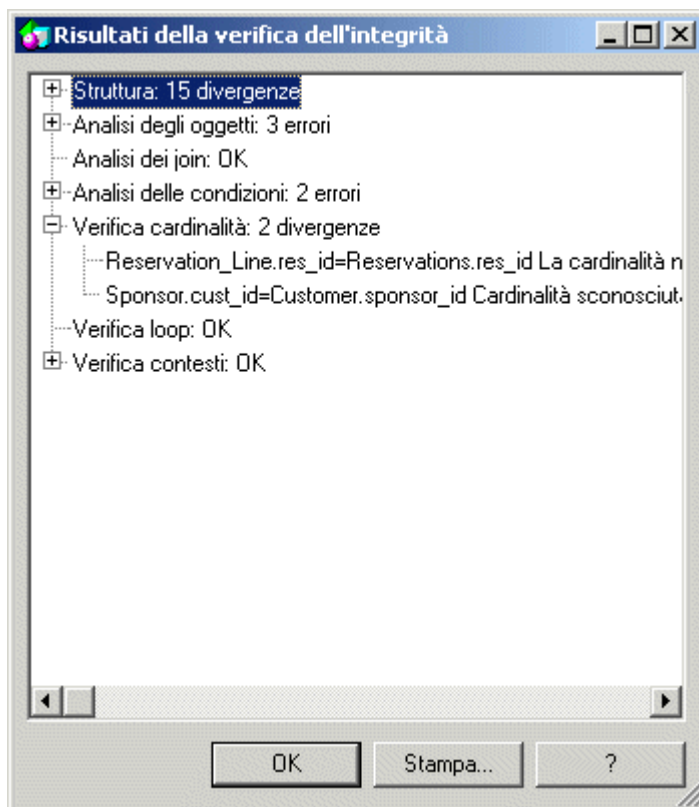 Risultati della verifica dell'integrità
Struttura: 15 divergenze
Analisi degli oggetti: 3 errori
Analisi dei join: OK
Analisi delle condizioni: 2 errori
Verifica cardinalità: 2 divergenze
Reservation_Line.res_id=Reservations.res_id La cardinalità n
Sponsor.cust_id=Customer.sponsor_id Cardinalità sconosciut
Verifica loop: OK
Verifica contesti: OK
OK
Stampa...
?